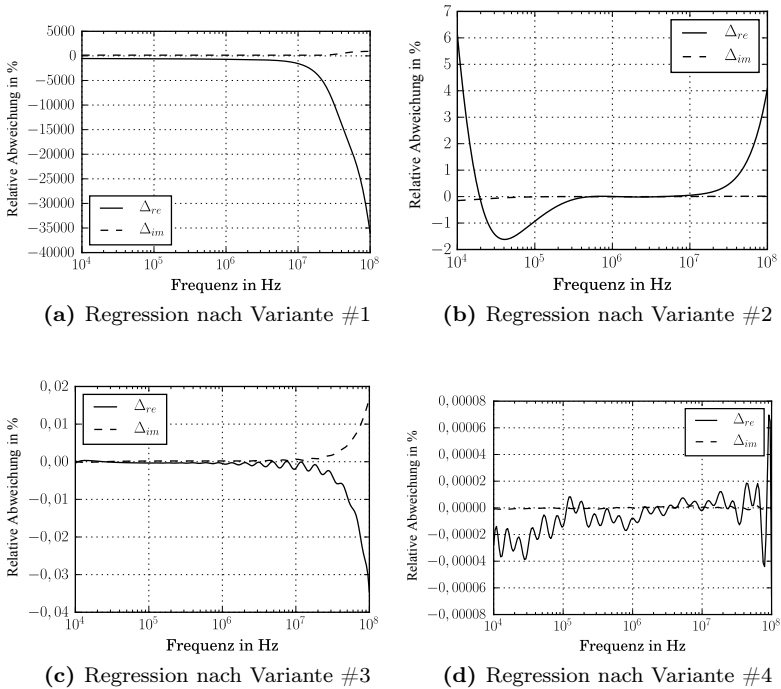 5000
0
−5000
−10000
−15000
−20000
−25000
−30000
−35000
−40000
Relative Abweichung in %
Δre
Δim
10^4 10^5 10^6 10^7 10^8
Frequenz in Hz
(a) Regression nach Variante #1
7
6
5
4
3
2
1
0
−1
−2
Relative Abweichung in %
Δre
Δim
10^4 10^5 10^6 10^7 10^8
Frequenz in Hz
(b) Regression nach Variante #2
0,02
0,01
0,00
−0,01
−0,02
−0,03
−0,04
Relative Abweichung in %
Δre
Δim
10^4 10^5 10^6 10^7 10^8
Frequenz in Hz
(c) Regression nach Variante #3
0,00008
0,00006
0,00004
0,00002
0,00000
−0,00002
−0,00004
−0,00006
−0,00008
Relative Abweichung in %
Δre
Δim
10^4 10^5 10^6 10^7 10^8
Frequenz in Hz
(d) Regression nach Variante #4